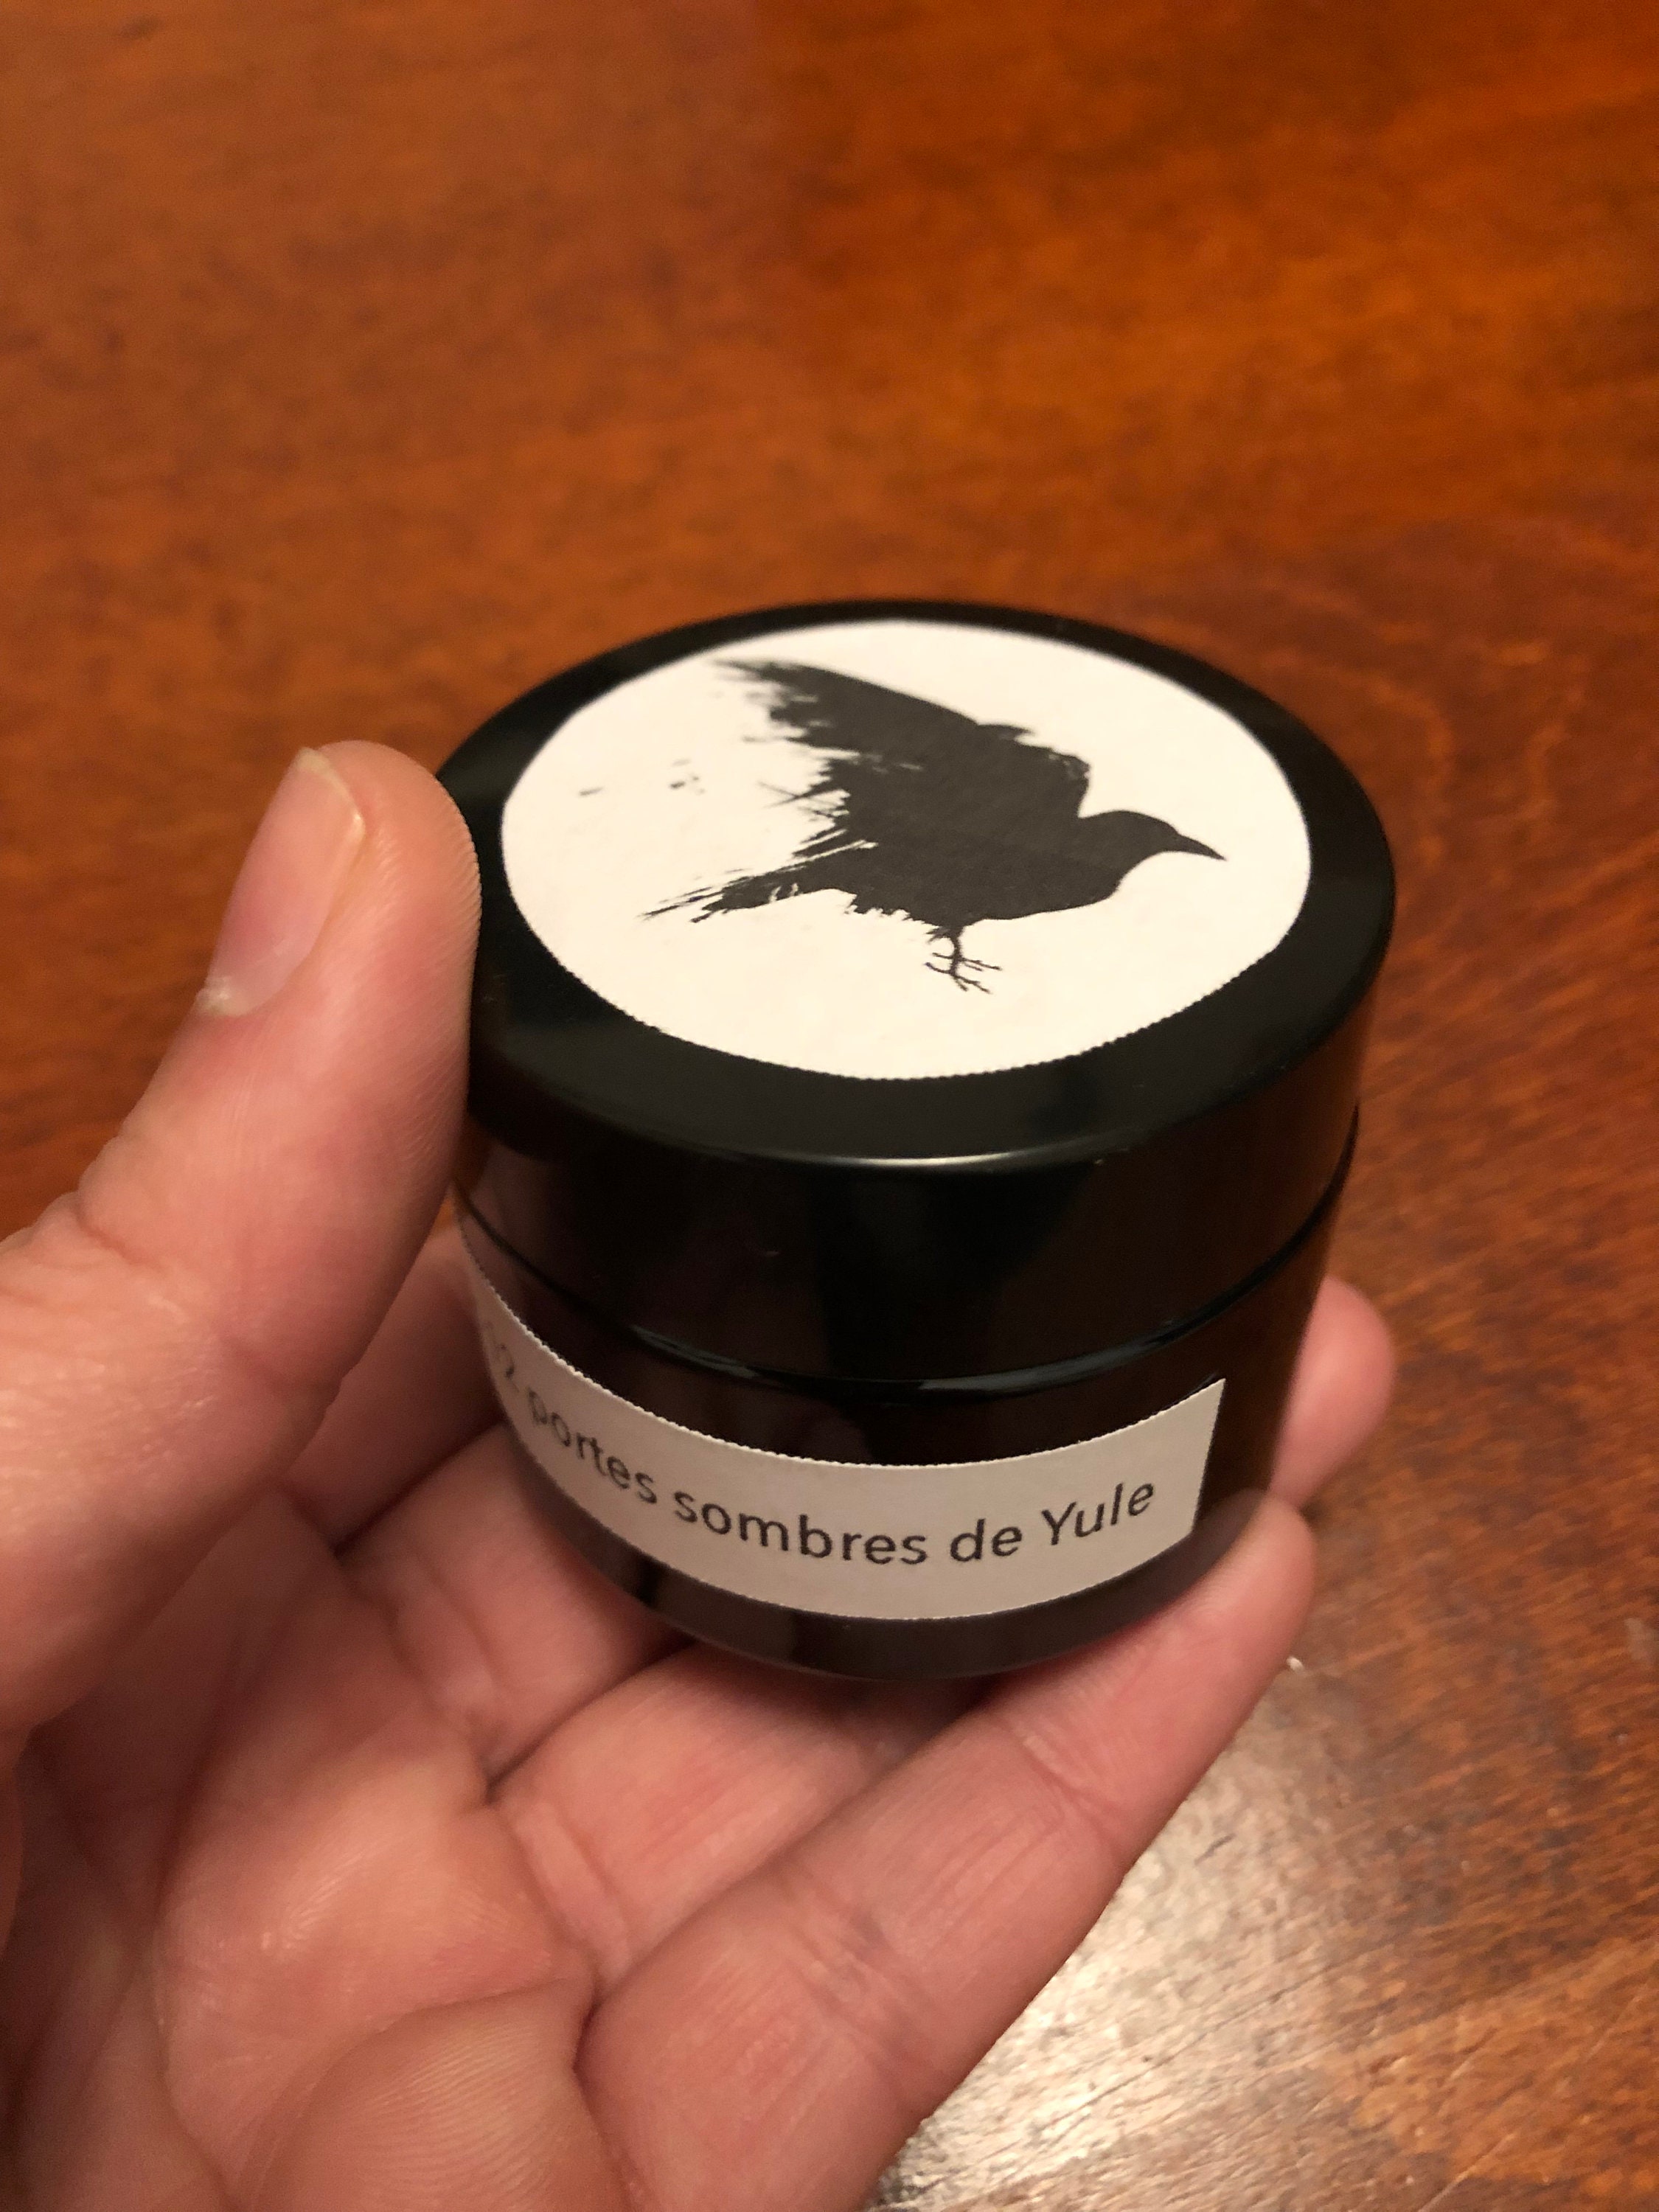 portes sombres de Yule